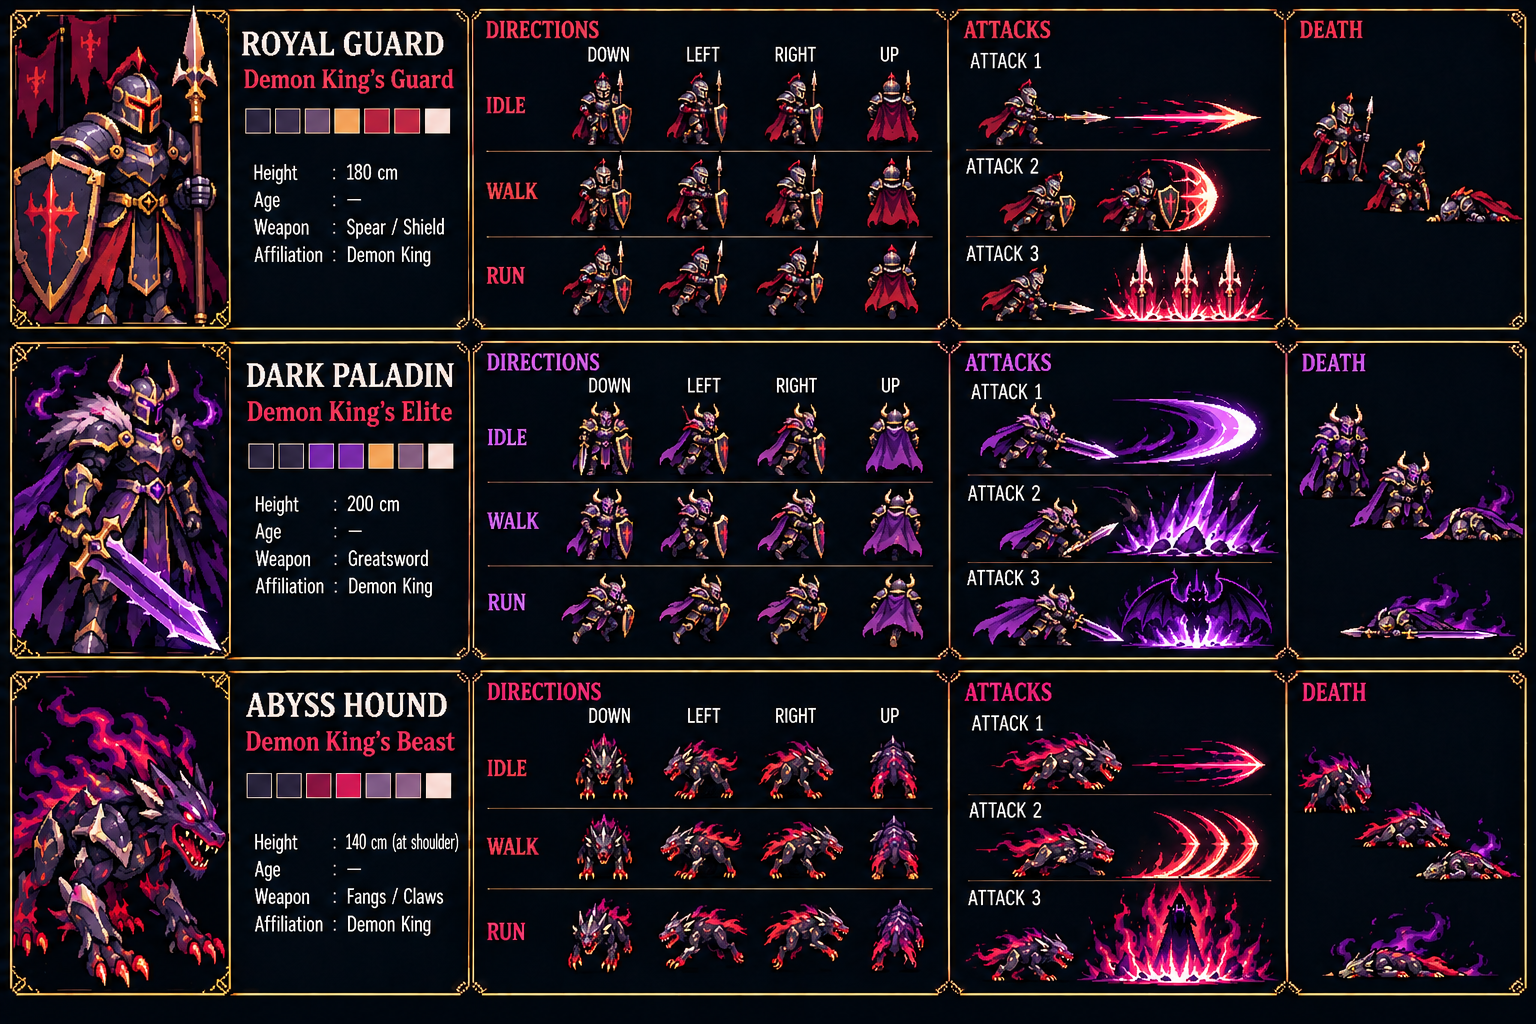 ROYAL GUARD
Demon King's Guard
Height : 180 cm
Age : —
Weapon : Spear / Shield
Affiliation : Demon King
DIRECTIONS
DOWN LEFT RIGHT UP
IDLE
WALK
RUN
ATTACKS
ATTACK 1
ATTACK 2
ATTACK 3
DEATH
DARK PALADIN
Demon King's Elite
Height : 200 cm
Age : —
Weapon : Greatsword
Affiliation : Demon King
DIRECTIONS
DOWN LEFT RIGHT UP
IDLE
WALK
RUN
ATTACKS
ATTACK 1
ATTACK 2
ATTACK 3
DEATH
ABYSS HOUND
Demon King's Beast
Height : 140 cm (at shoulder)
Age : —
Weapon : Fangs / Claws
Affiliation : Demon King
DIRECTIONS
DOWN LEFT RIGHT UP
IDLE
WALK
RUN
ATTACKS
ATTACK 1
ATTACK 2
ATTACK 3
DEATH